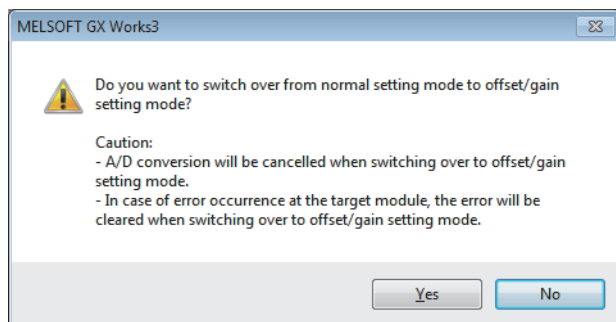 MELSOFT GX Works3
Do you want to switch over from normal setting mode to offset/gain
setting mode?
Caution:
- A/D conversion will be cancelled when switching over to offset/gain
setting mode.
- In case of error occurrence at the target module, the error will be
cleared when switching over to offset/gain setting mode.
Yes
No